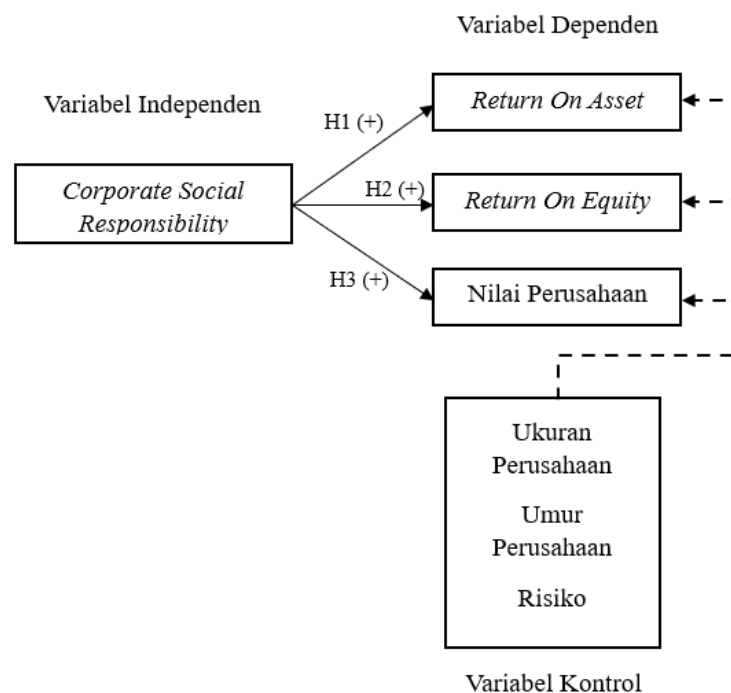 Variabel Dependen
Variabel Independen
Return On Asset
H1 (+)
Corporate Social
Responsibility
H2 (+)
Return On Equity
H3 (+)
Nilai Perusahaan
Ukuran
Perusahaan
Umur
Perusahaan
Risiko
Variabel Kontrol